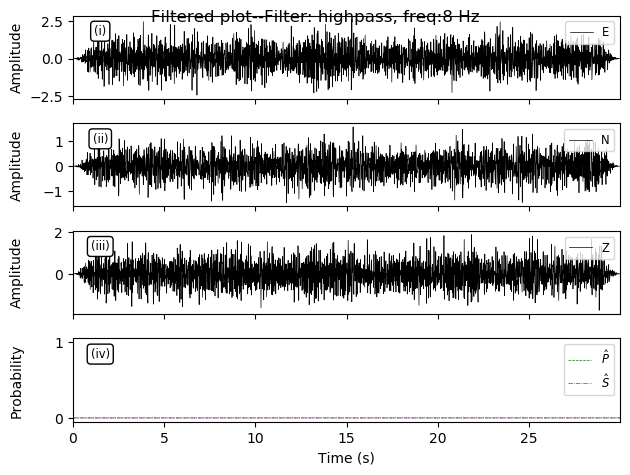 Filtered plot--Filter: highpass, freq:8 Hz
Amplitude
2.5
0.0
−2.5
(i)
E
Amplitude
1
0
−1
(ii)
N
Amplitude
2
0
(iii)
Z
Probability
1
0
(iv)
P̂
Ŝ
0 5 10 15 20 25
Time (s)